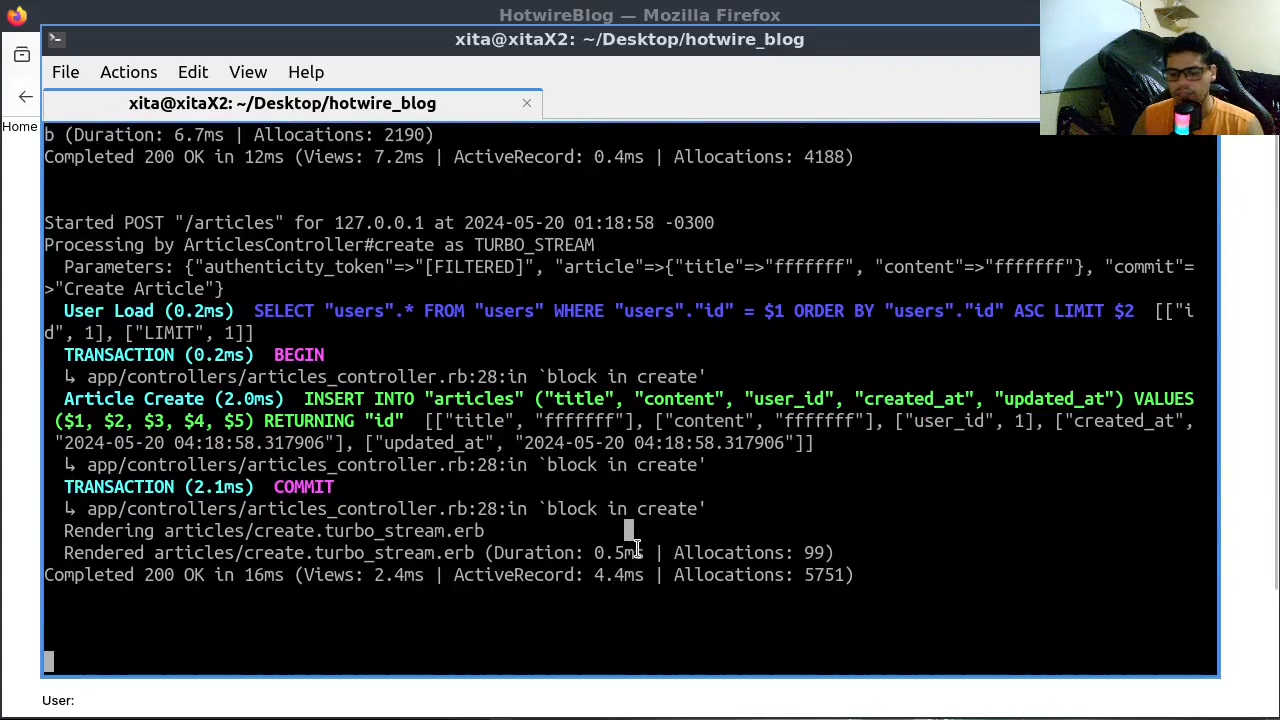 HotwireBlog — Mozilla Firefox
xita@xitaX2: ~/Desktop/hotwire_blog
File Actions Edit View Help
xita@xitaX2: ~/Desktop/hotwire_blog ×
Home
b (Duration: 6.7ms | Allocations: 2190)
Completed 200 OK in 12ms (Views: 7.2ms | ActiveRecord: 0.4ms | Allocations: 4188)
Started POST "/articles" for 127.0.0.1 at 2024-05-20 01:18:58 -0300
Processing by ArticlesController#create as TURBO_STREAM
Parameters: {"authenticity_token"=>"[FILTERED]", "article"=>{"title"=>"fffffff", "content"=>"fffffff"}, "commit"=
>"Create Article"}
User Load (0.2ms) SELECT "users".* FROM "users" WHERE "users"."id" = $1 ORDER BY "users"."id" ASC LIMIT $2 [["i
d", 1], ["LIMIT", 1]]
TRANSACTION (0.2ms) BEGIN
↳ app/controllers/articles_controller.rb:28:in `block in create'
Article Create (2.0ms) INSERT INTO "articles" ("title", "content", "user_id", "created_at", "updated_at") VALUES
($1, $2, $3, $4, $5) RETURNING "id" [["title", "fffffff"], ["content", "fffffff"], ["user_id", 1], ["created_at",
"2024-05-20 04:18:58.317906"], ["updated_at", "2024-05-20 04:18:58.317906"]]
↳ app/controllers/articles_controller.rb:28:in `block in create'
TRANSACTION (2.1ms) COMMIT
↳ app/controllers/articles_controller.rb:28:in `block in create'
Rendering articles/create.turbo_stream.erb
Rendered articles/create.turbo_stream.erb (Duration: 0.5ms | Allocations: 99)
Completed 200 OK in 16ms (Views: 2.4ms | ActiveRecord: 4.4ms | Allocations: 5751)
User: